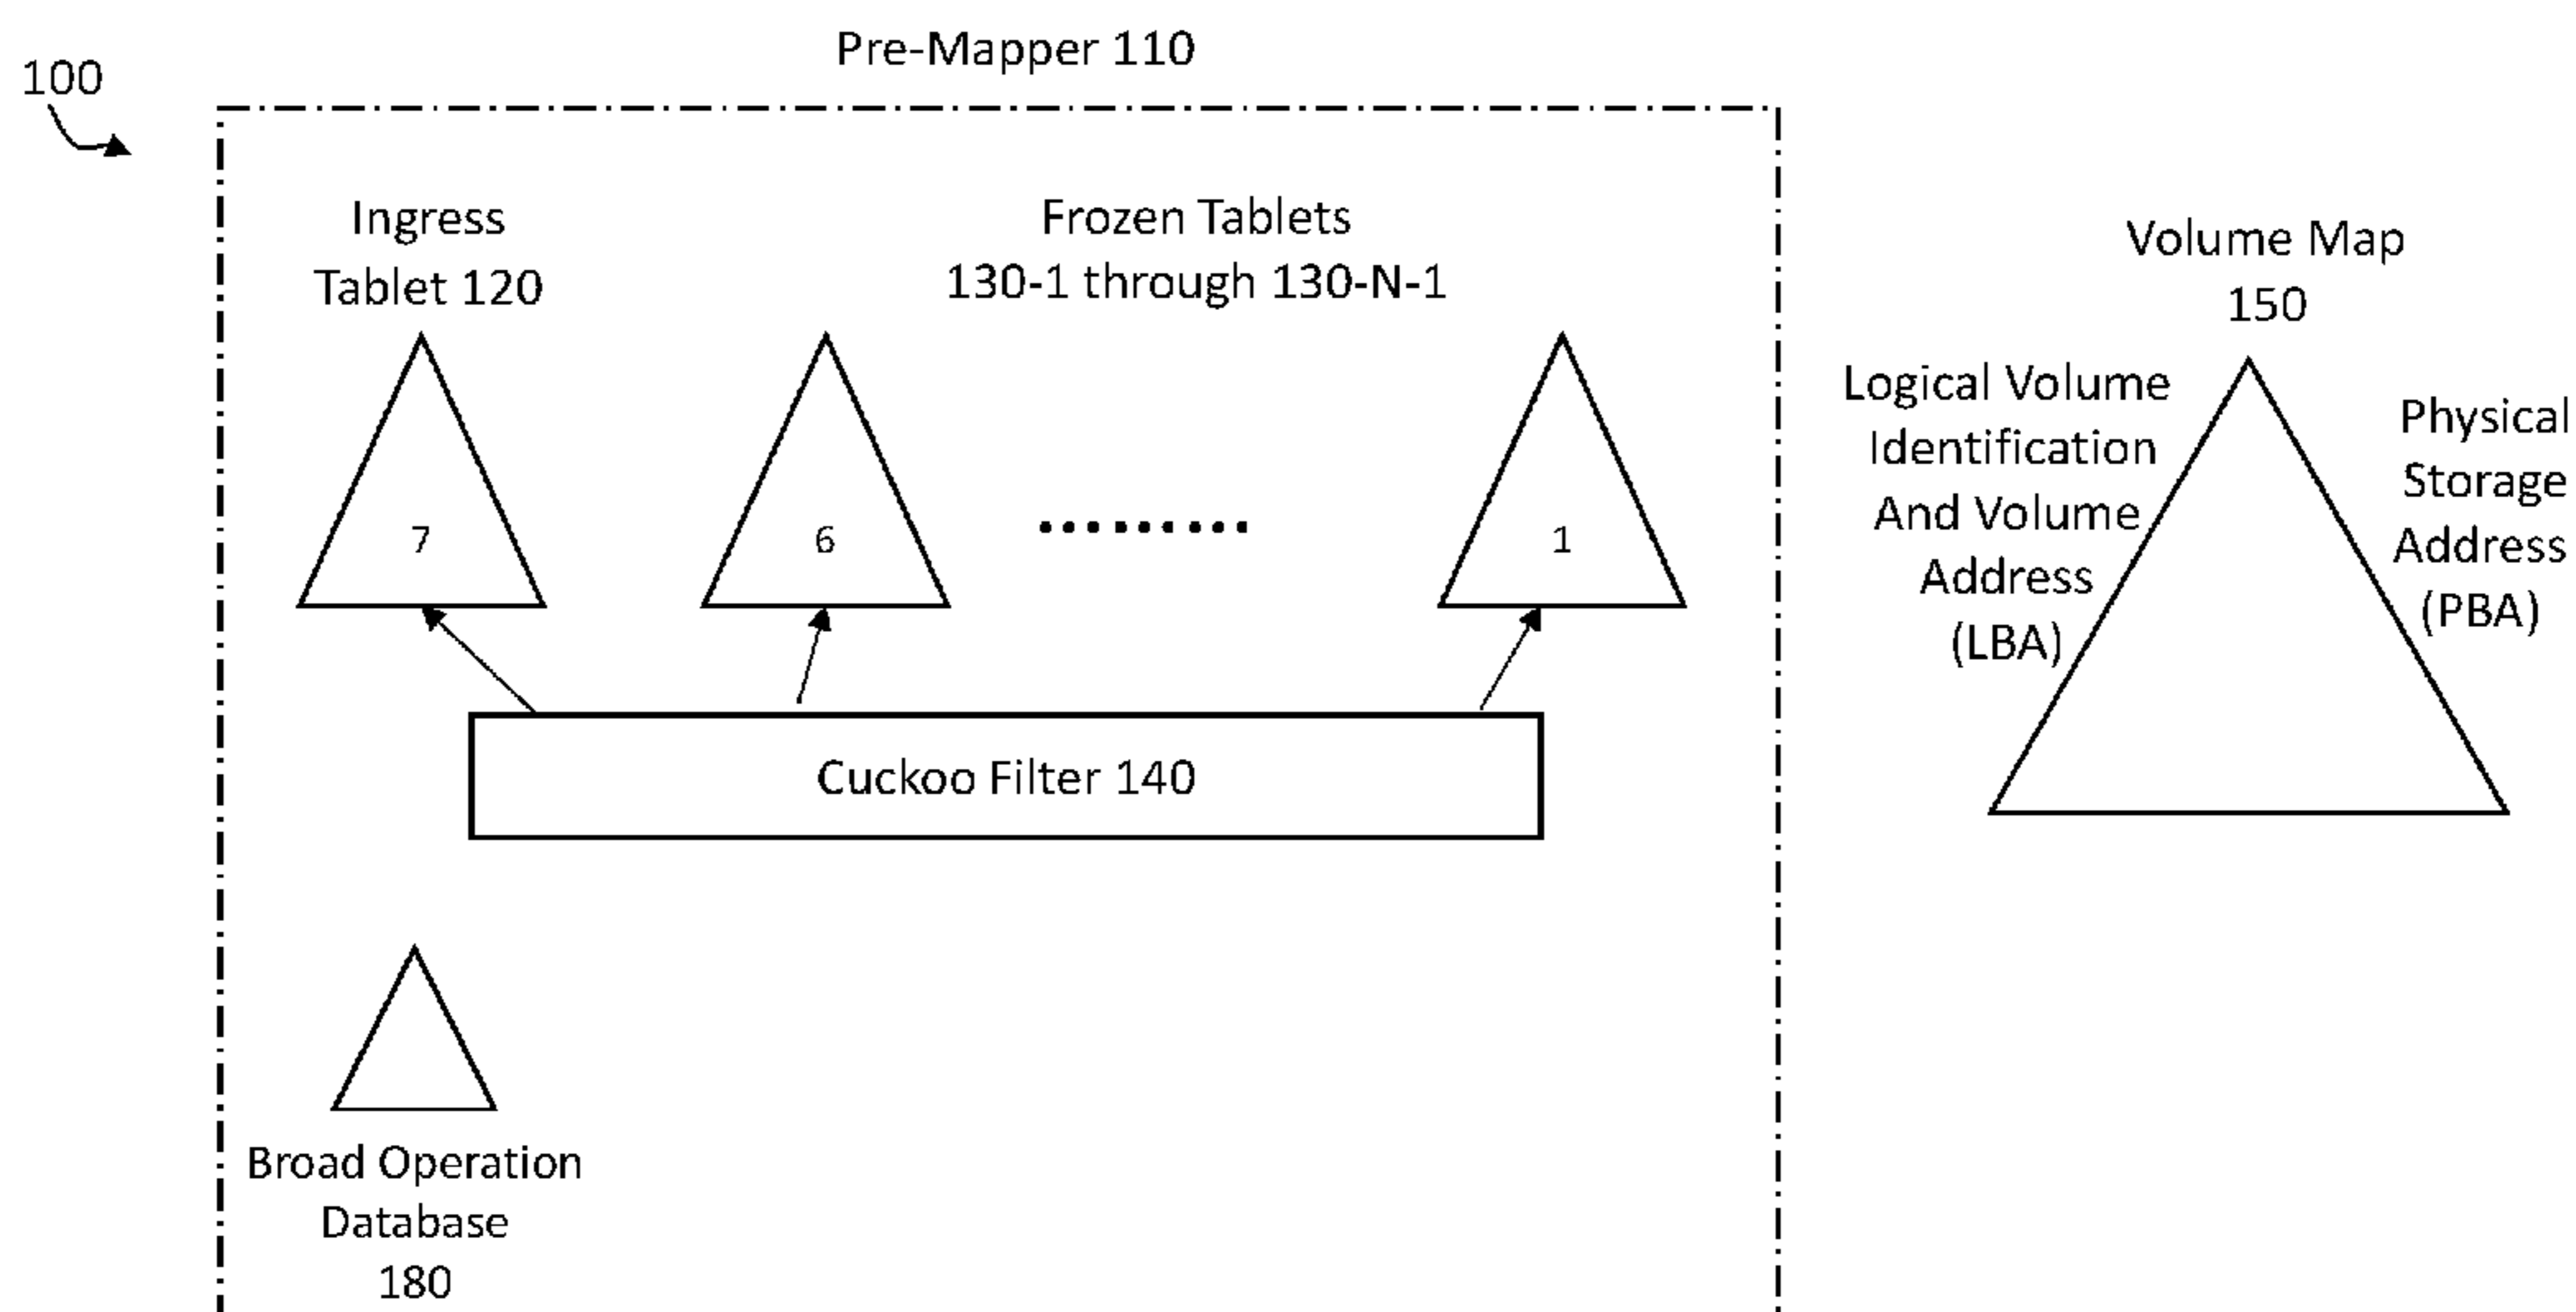 Pre-Mapper 110
100
Ingress
Tablet 120
Frozen Tablets
130-1 through 130-N-1
7
6
1
Cuckoo Filter 140
Broad Operation
Database
180
Volume Map
150
Logical Volume
Identification
And Volume
Address
(LBA)
Physical
Storage
Address
(PBA)